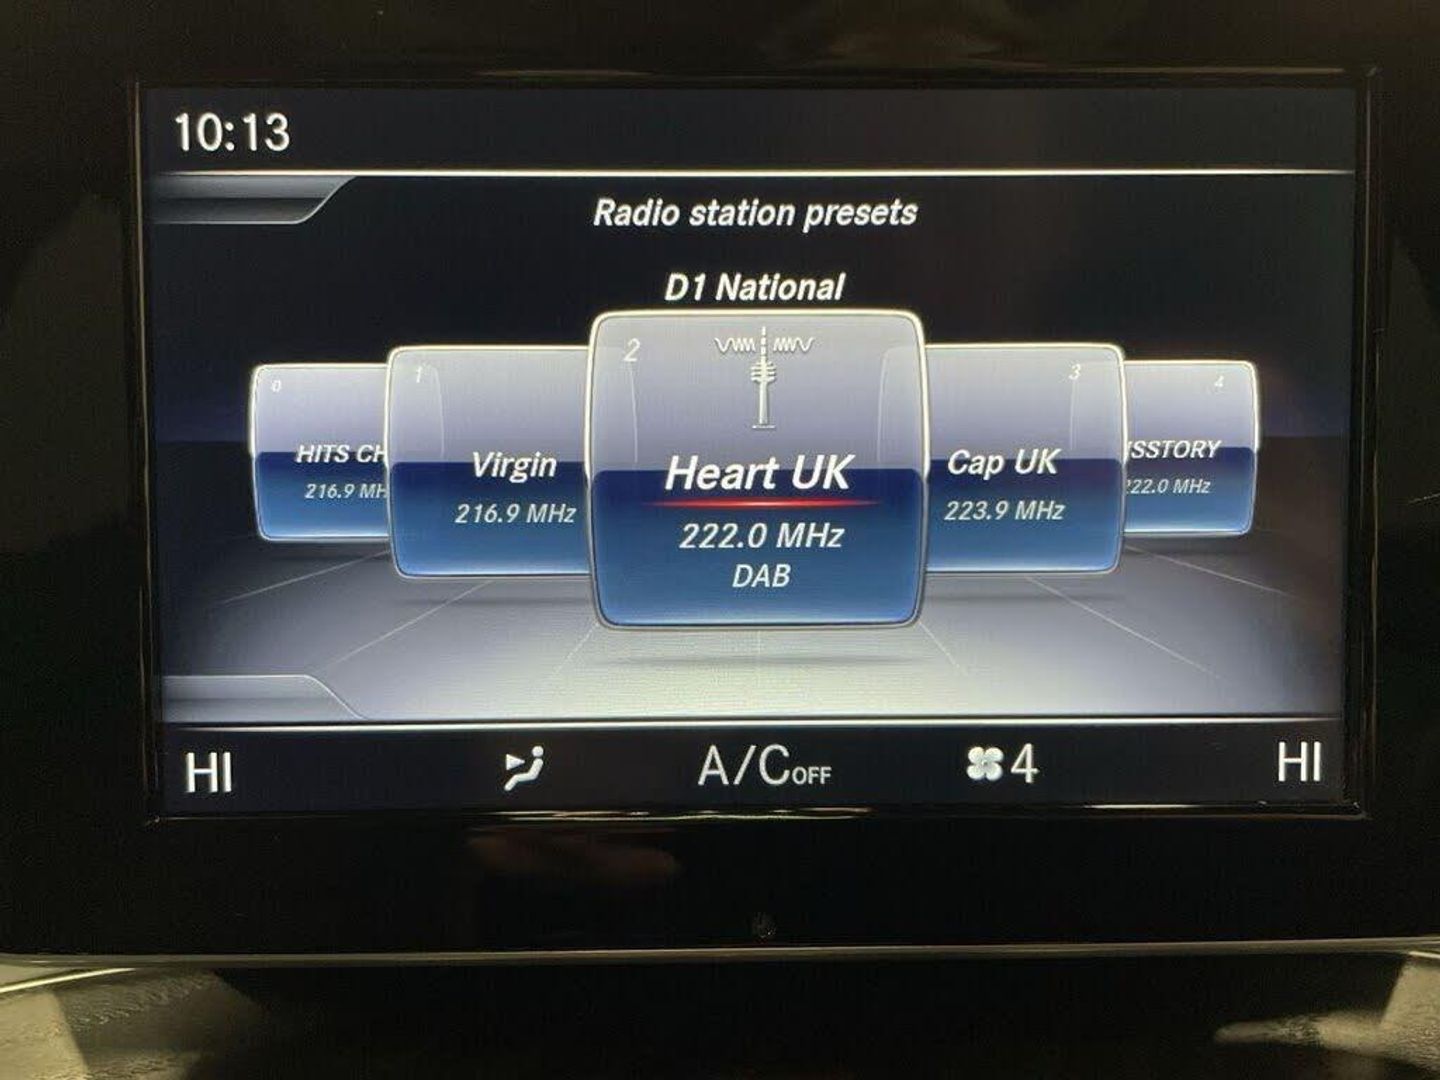 10:13
Radio station presets
D1 National
0
1
2
3
4
HITS CH
Virgin
Heart UK
Cap UK
SSTORY
216.9 MH
216.9 MHz
222.0 MHz
223.9 MHz
22.0 MHz
DAB
HI
A/COFF
4
HI